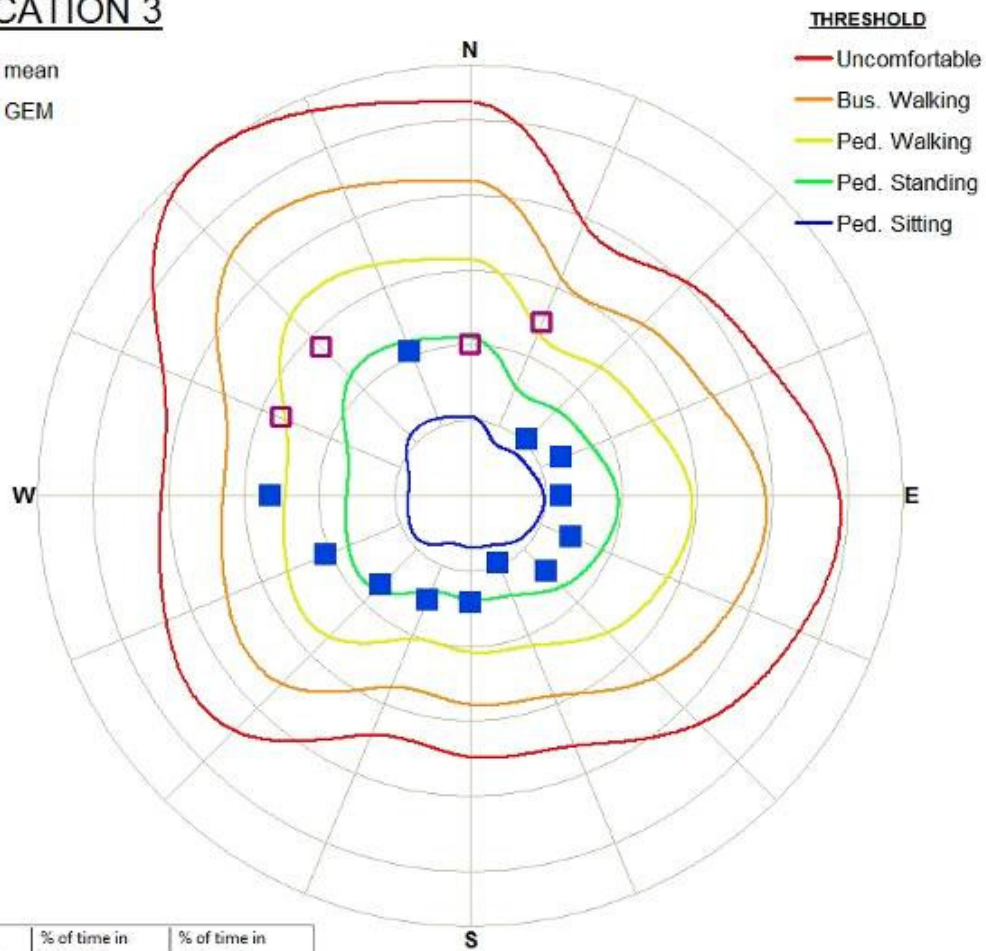 CATION 3
mean
GEM
N
THRESHOLD
Uncomfortable
Bus. Walking
Ped. Walking
Ped. Standing
Ped. Sitting
W
E
S
% of time in % of time in